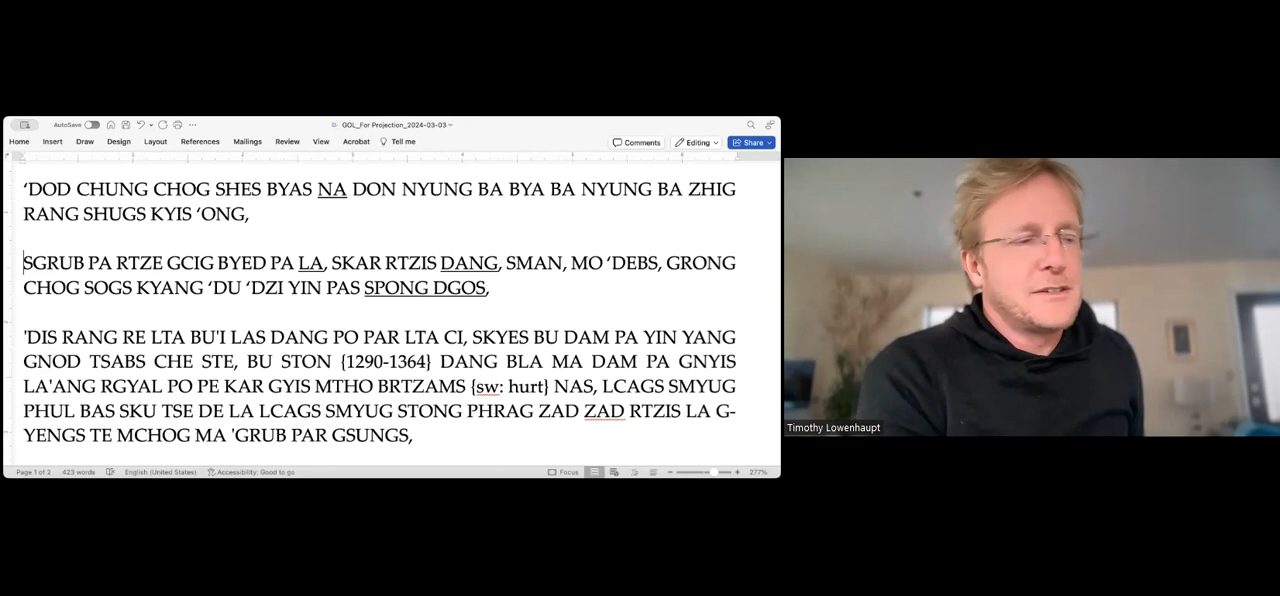 AutoSave
GOL_For Projection_2024-03-03
Home Insert Draw Design Layout References Mailings Review View Acrobat Tell me Comments Editing Share
‘DOD CHUNG CHOG SHES BYAS NA DON NYUNG BA BYA BA NYUNG BA ZHIG
RANG SHUGS KYIS ‘ONG,
SGRUB PA RTZE GCIG BYED PA LA, SKAR RTZIS DANG, SMAN, MO ‘DEBS, GRONG
CHOG SOGS KYANG ‘DU ‘DZI YIN PAS SPONG DGOS,
'DIS RANG RE LTA BU'I LAS DANG PO PAR LTA CI, SKYES BU DAM PA YIN YANG
GNOD TSABS CHE STE, BU STON {1290-1364} DANG BLA MA DAM PA GNYIS
LA'ANG RGYAL PO PE KAR GYIS MTHO BRTZAMS {sw: hurt} NAS, LCAGS SMYUG
PHUL BAS SKU TSE DE LA LCAGS SMYUG STONG PHRAG ZAD ZAD RTZIS LA G-
YENGS TE MCHOG MA 'GRUB PAR GSUNGS,
Timothy Lowenhaupt
Page 1 of 2 423 words English (United States) Accessibility: Good to go Focus 277%